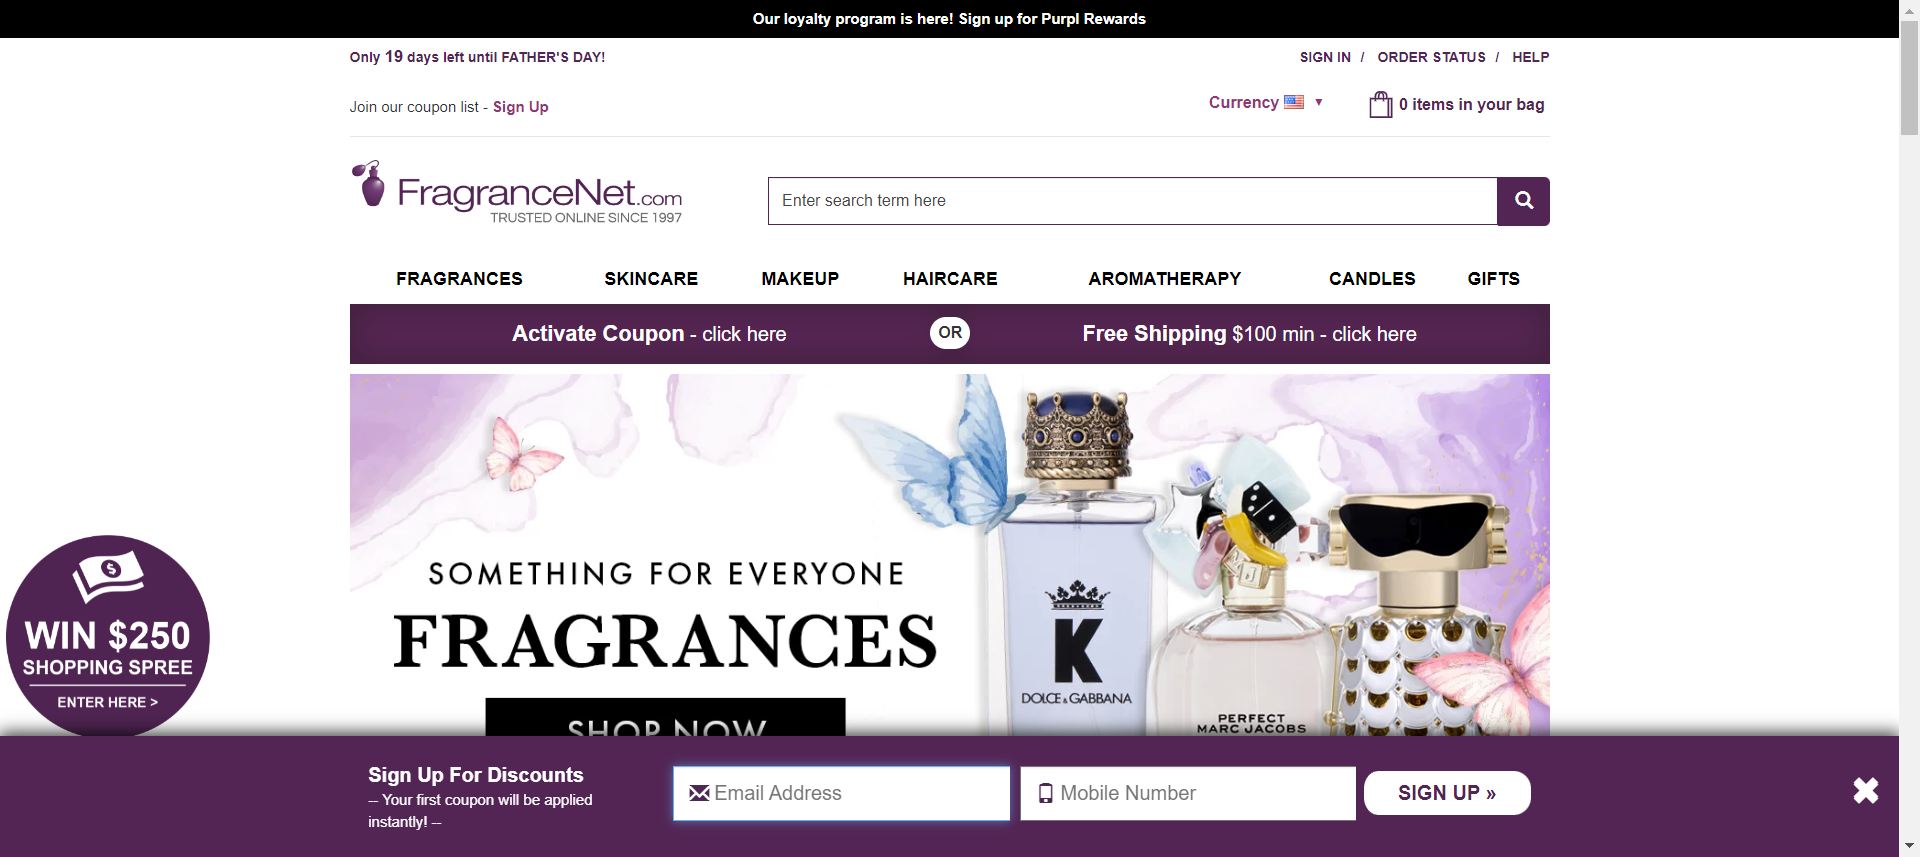 Our loyalty program is here! Sign up for Purpl Rewards
Only 19 days left until FATHER'S DAY!
SIGN IN / ORDER STATUS / HELP
Join our coupon list - Sign Up
Currency ▼
0 items in your bag
FragranceNet.com
TRUSTED ONLINE SINCE 1997
Enter search term here
FRAGRANCES SKINCARE MAKEUP HAIRCARE AROMATHERAPY CANDLES GIFTS
Activate Coupon - click here
OR
Free Shipping $100 min - click here
SOMETHING FOR EVERYONE
FRAGRANCES
SHOP NOW
K
DOLCE & GABBANA
PERFECT
MARC JACOBS
$
WIN $250
SHOPPING SPREE
ENTER HERE >
Sign Up For Discounts
-- Your first coupon will be applied
instantly! --
Email Address
Mobile Number
SIGN UP »